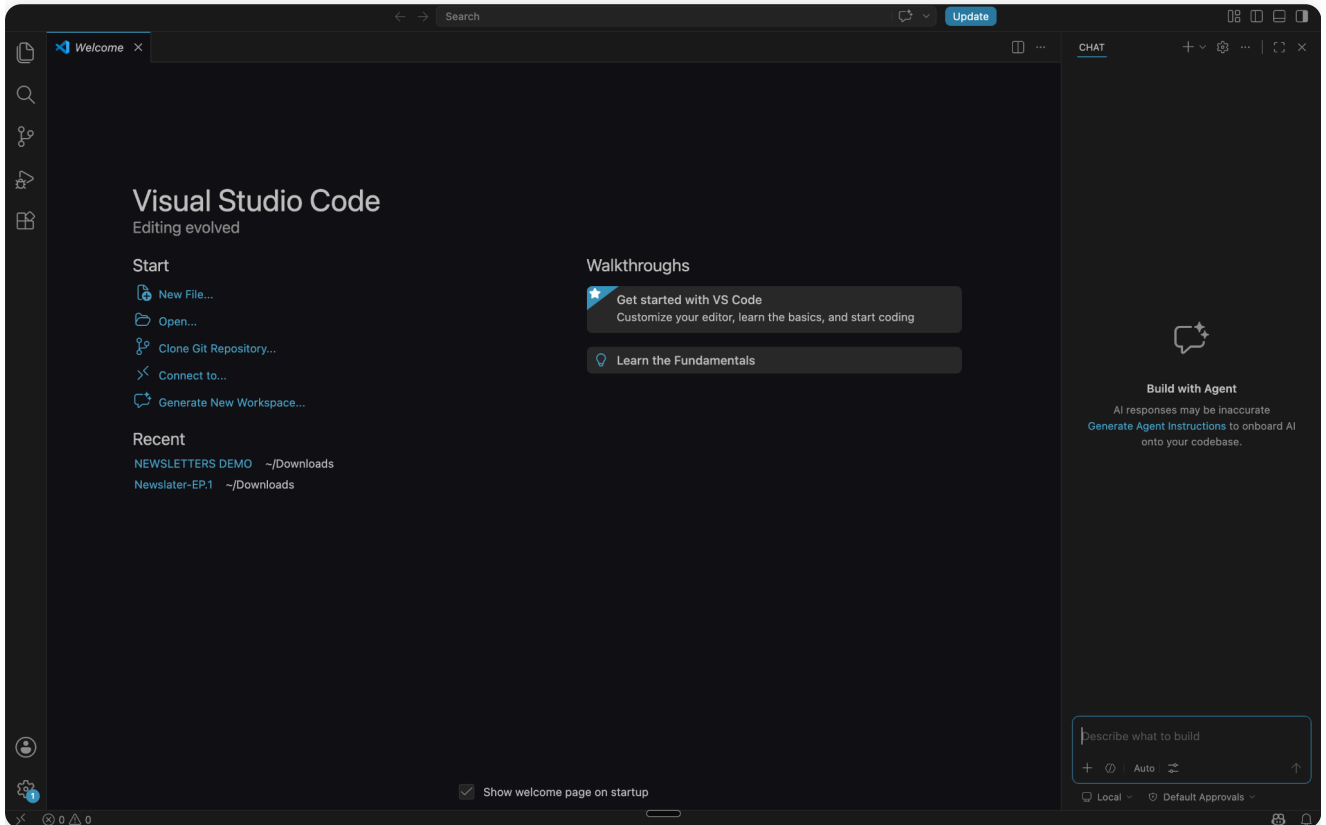 Search
Update
Welcome
CHAT
Visual Studio Code
Editing evolved
Start
New File...
Open...
Clone Git Repository...
Connect to...
Generate New Workspace...
Recent
NEWSLETTERS DEMO ~/Downloads
Newslater-EP.1 ~/Downloads
Walkthroughs
Get started with VS Code
Customize your editor, learn the basics, and start coding
Learn the Fundamentals
Build with Agent
AI responses may be inaccurate
Generate Agent Instructions to onboard AI
onto your codebase.
Describe what to build
Auto
Local Default Approvals
Show welcome page on startup
1
0 0